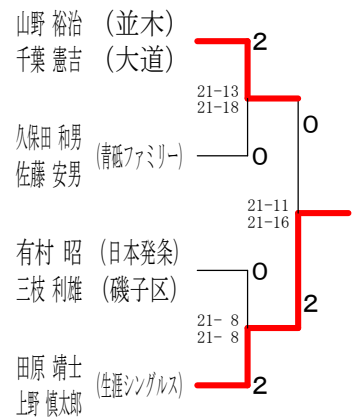 山野 裕治 (並木)
千葉 憲吉 (大道)
2
21-13
21-18
0
久保田 和男
佐藤 安男
(青砥ファミリー)
0
21-11
21-16
有村 昭 (日本発条)
三枝 利雄 (磯子区)
0
2
21- 8
21- 8
田原 靖士
上野 慎太郎
(生涯シングルス)
2